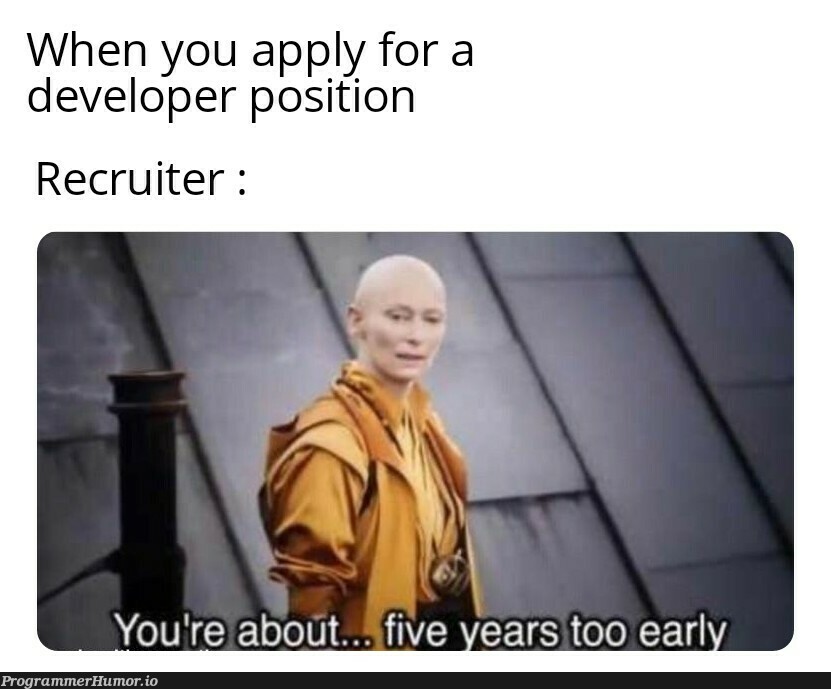 When you apply for a
developer position
Recruiter :
You're about... five years too early
ProgrammerHumor.io